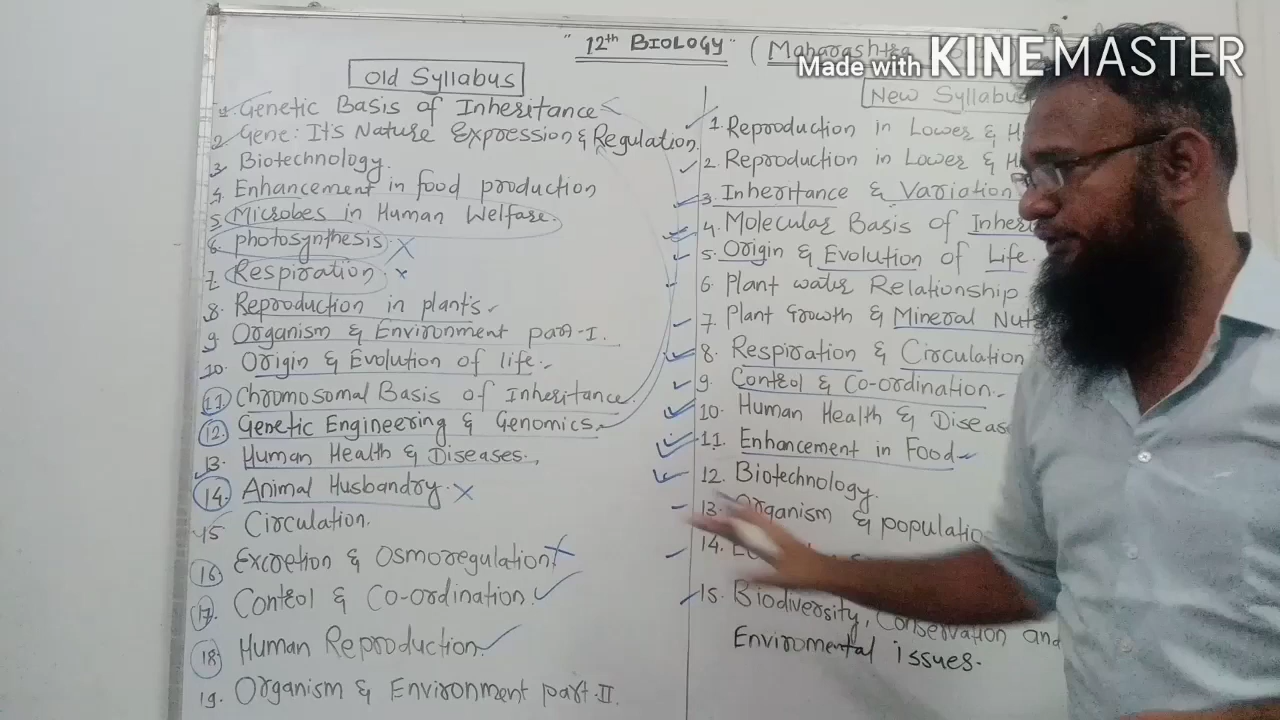 Made with KINEMASTER
"12th BIOLOGY" ( Maharashtra
Old Syllabus
1. Genetic Basis of Inheritance
2. Gene: It's Nature Expression & Regulation.
3. Biotechnology.
4. Enhancement in food production
5. Microbes in Human Welfare.
6. photosynthesis
7. Respiration
8. Reproduction in plant's
9. Organism & Environment part-I.
10. Origin & Evolution of life.
11. Chromosomal Basis of Inheritance.
12. Genetic Engineering & Genomics.
13. Human Health & Diseases.
14. Animal Husbandry.
15 Circulation.
16 Excretion & Osmoregulation
17. Control & Co-ordination.
18 Human Reproduction
19. Organism & Environment part-II.
New Syllabus
1. Reproduction in Lower & H
2. Reproduction in Lower & H
3. Inheritance & Variation
4. Molecular Basis of Inheri
5. Origin & Evolution of Life.
6. Plant water Relationship
7. Plant Growth & Mineral Nut
8. Respiration & Circulation
9. Control & Co-ordination.
10. Human Health & Diseas
11. Enhancement in Food
12. Biotechnology.
13. Organism & populatio
14.
15. Biodiversity, Conservation and
Enviromental issues.